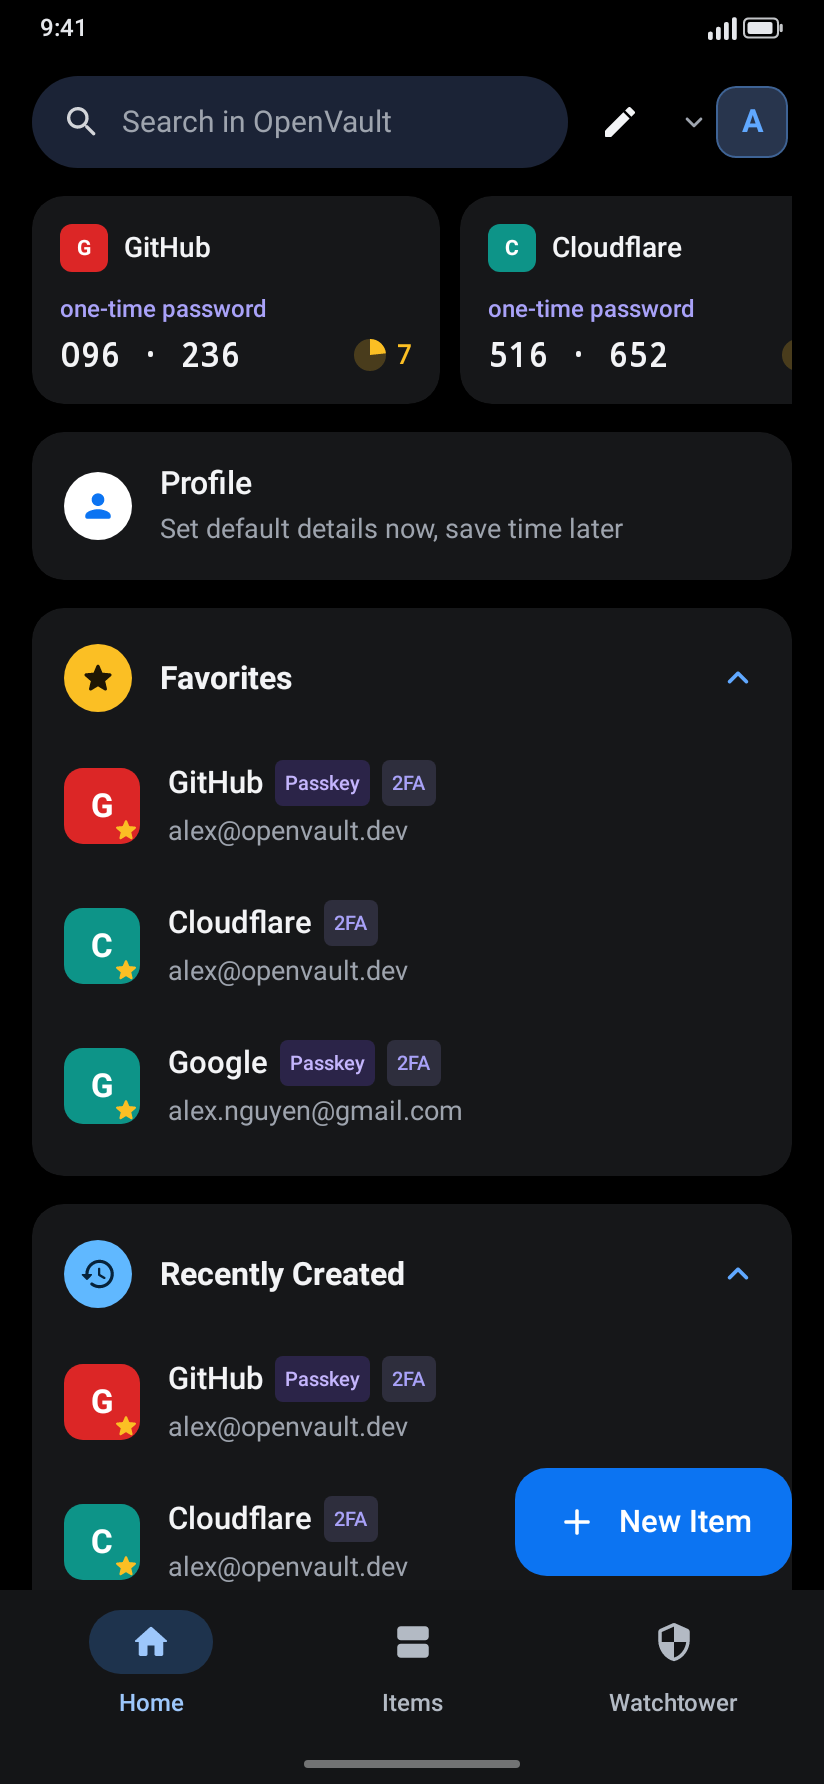 9:41
Search in OpenVault
A
G GitHub
one-time password
096 · 236 7
C Cloudflare
one-time password
516 · 652
Profile
Set default details now, save time later
Favorites
G GitHub Passkey 2FA
alex@openvault.dev
C Cloudflare 2FA
alex@openvault.dev
G Google Passkey 2FA
alex.nguyen@gmail.com
Recently Created
G GitHub Passkey 2FA
alex@openvault.dev
C Cloudflare 2FA
alex@openvault.dev
New Item
Home
Items
Watchtower